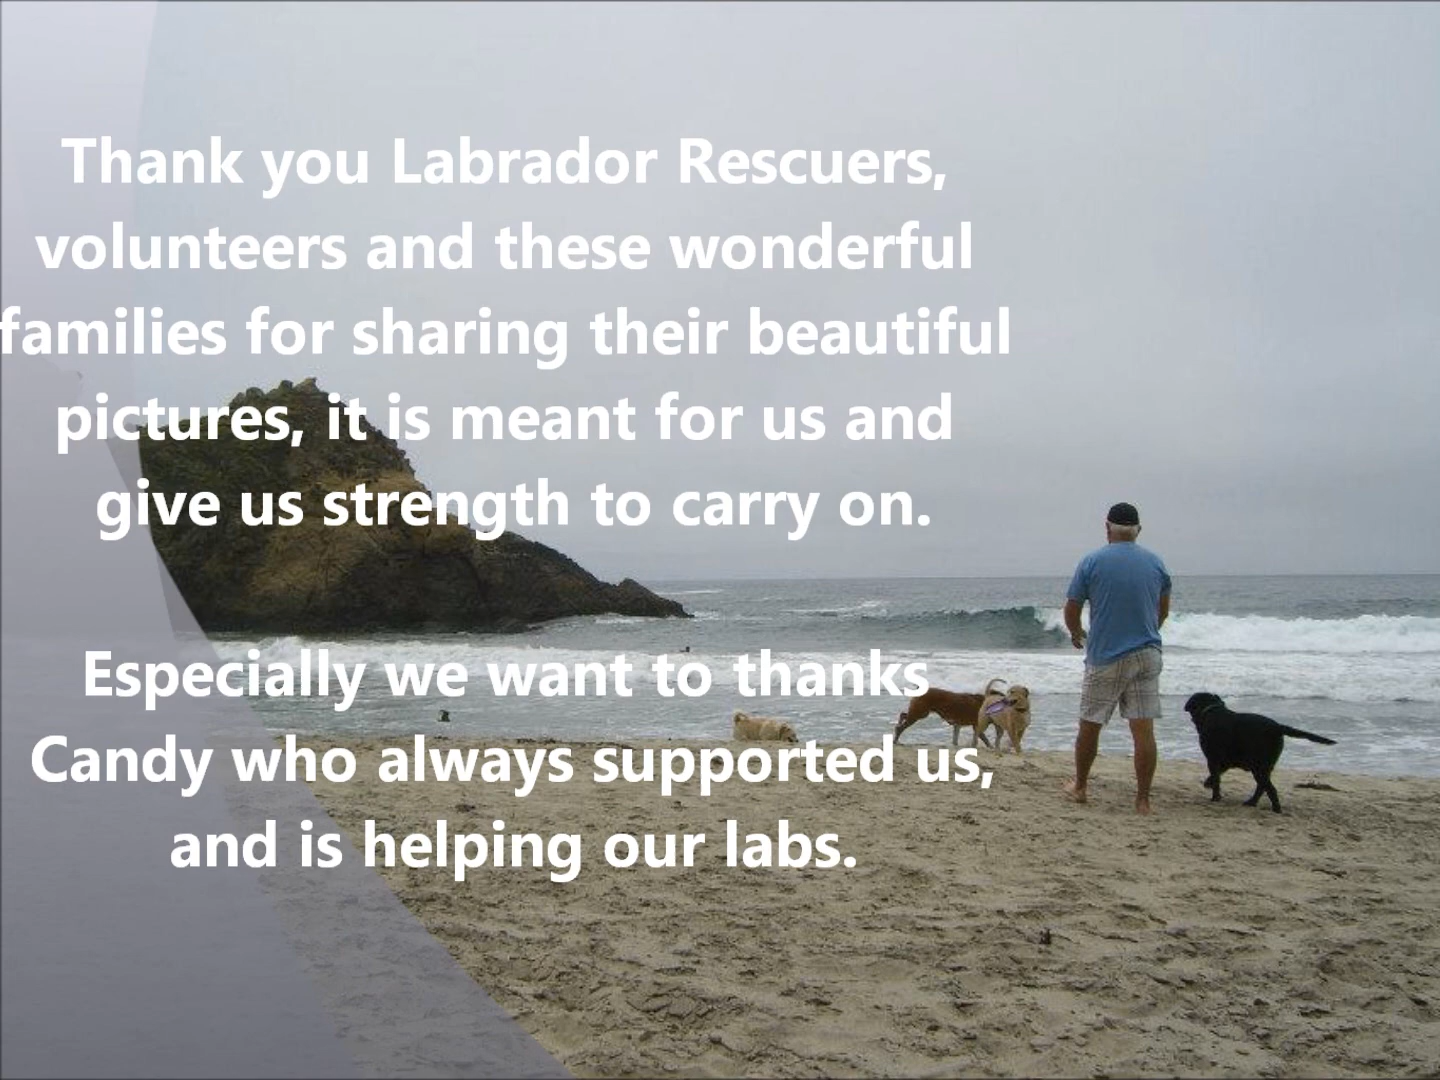 Thank you Labrador Rescuers,
volunteers and these wonderful
families for sharing their beautiful
pictures, it is meant for us and
give us strength to carry on.
Especially we want to thanks
Candy who always supported us,
and is helping our labs.